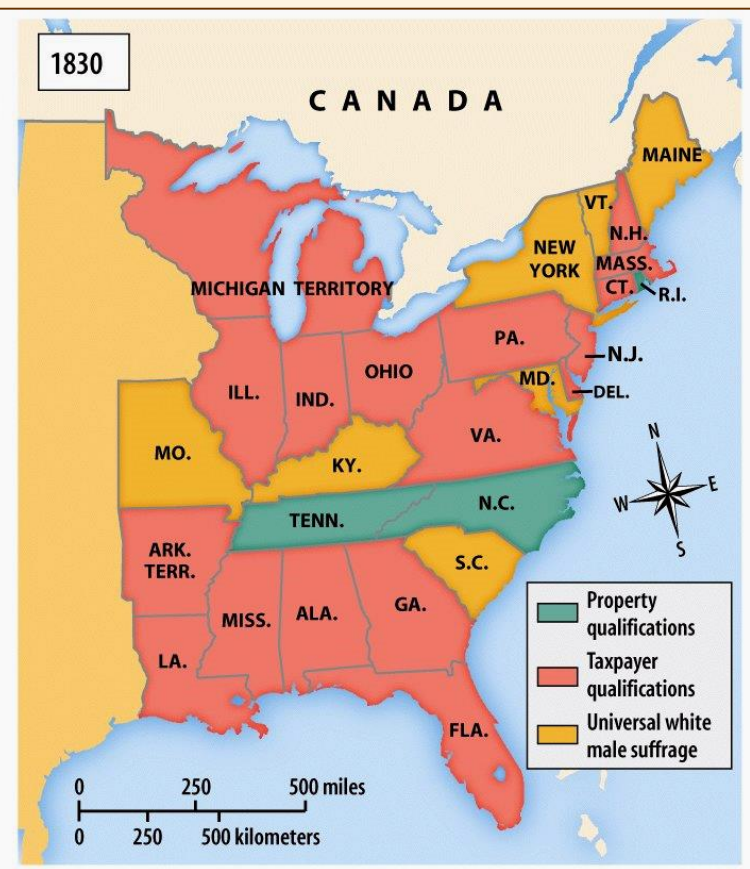 1830
CANADA
MAINE
VT.
N.H.
NEW
YORK
MASS.
CT.
R.I.
MICHIGAN TERRITORY
PA.
N.J.
OHIO
ILL.
IND.
MD.
DEL.
VA.
MO.
KY.
N.C.
TENN.
ARK.
TERR.
S.C.
MISS.
ALA.
GA.
LA.
FLA.
N
W
E
S
Property
qualifications
Taxpayer
qualifications
Universal white
male suffrage
0 250 500 miles
0 250 500 kilometers